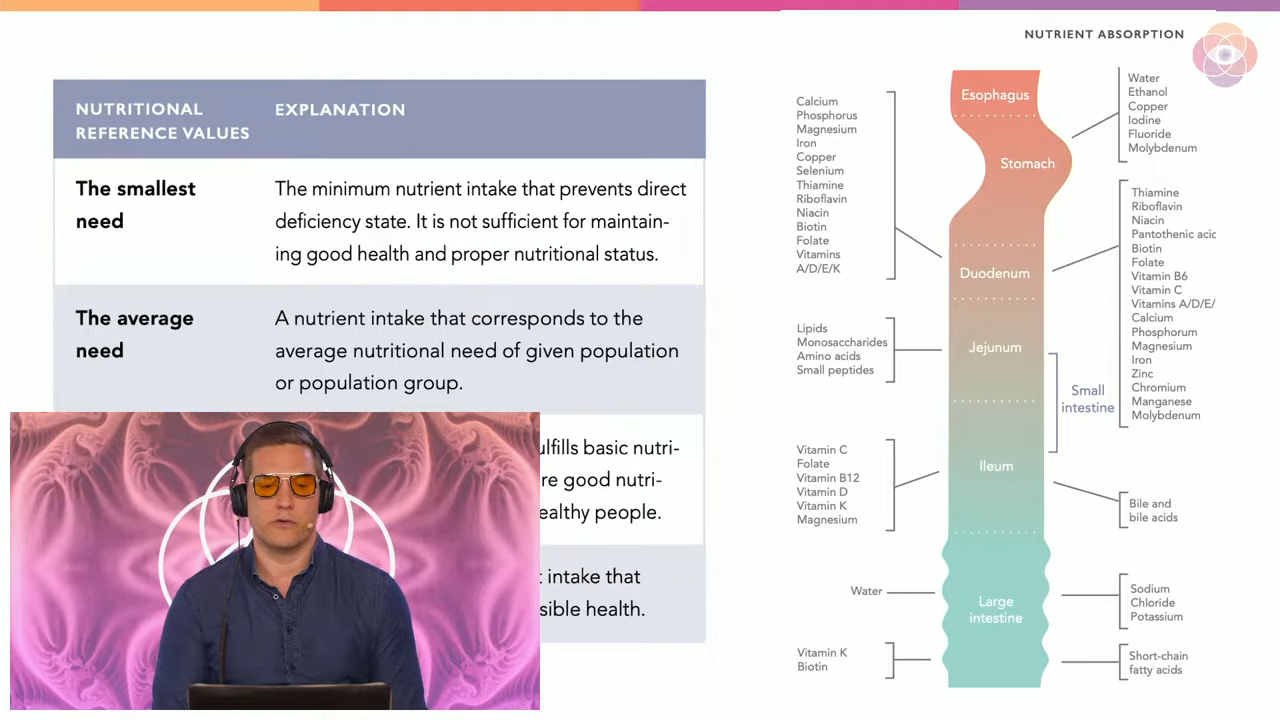 NUTRIENT ABSORPTION
NUTRITIONAL
REFERENCE VALUES
EXPLANATION
The smallest
need
The minimum nutrient intake that prevents direct
deficiency state. It is not sufficient for maintain-
ing good health and proper nutritional status.
The average
need
A nutrient intake that corresponds to the
average nutritional need of given population
or population group.
basic nutri-
good nutri-
people.
intake that
health.
Calcium
Phosphorus
Magnesium
Iron
Copper
Selenium
Thiamine
Riboflavin
Niacin
Biotin
Folate
Vitamins
A/D/E/K
Lipids
Monosaccharides
Amino acids
Small peptides
Vitamin C
Folate
Vitamin B12
Vitamin D
Vitamin K
Magnesium
Water
Vitamin K
Biotin
Esophagus
Stomach
Duodenum
Jejunum
Ileum
Large
intestine
Small
intestine
Water
Ethanol
Copper
Iodine
Fluoride
Molybdenum
Thiamine
Riboflavin
Niacin
Pantothenic acid
Biotin
Folate
Vitamin B6
Vitamin C
Vitamins A/D/E/
Calcium
Phosphorum
Magnesium
Iron
Zinc
Chromium
Manganese
Molybdenum
Bile and
bile acids
Sodium
Chloride
Potassium
Short-chain
fatty acids